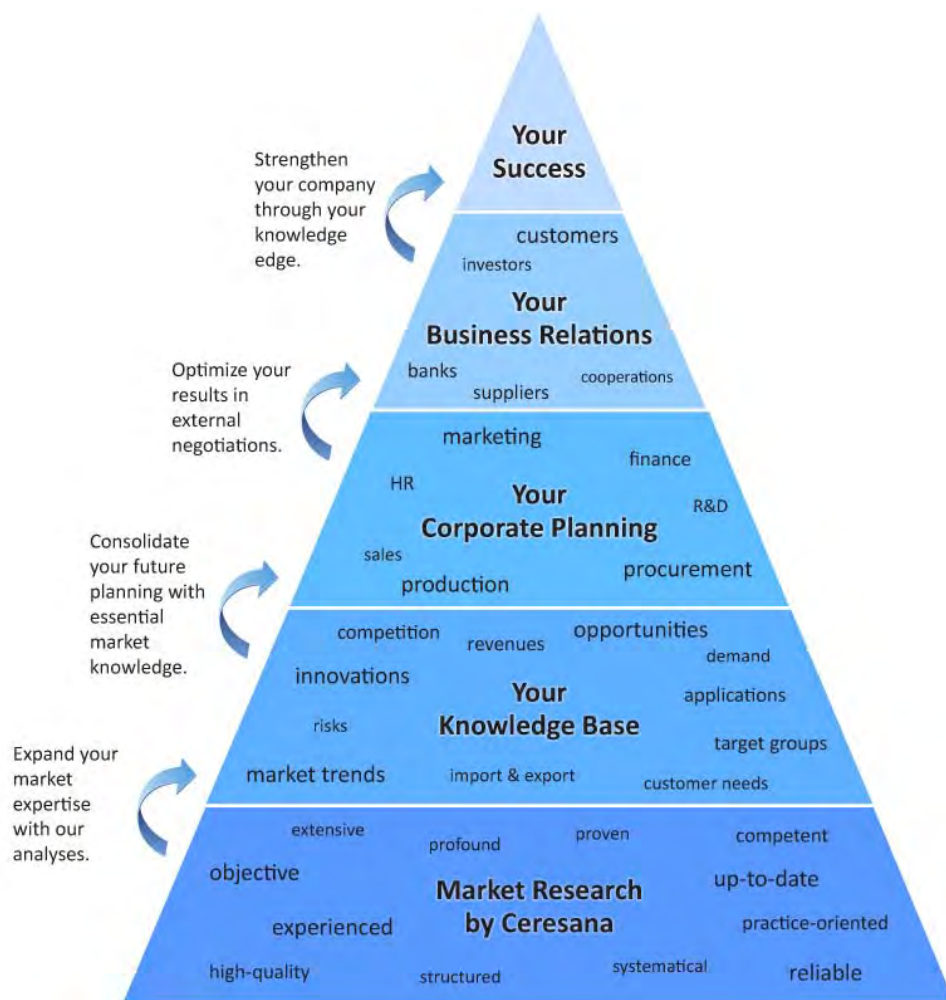 Your
Success
Strengthen
your company
through your
knowledge
edge.
customers
investors
Your
Business Relations
banks
suppliers
cooperations
Optimize your
results in
external
negotiations.
marketing
finance
HR
Your
Corporate Planning
R&D
sales
production
procurement
Consolidate
your future
planning with
essential
market
knowledge.
competition
revenues
opportunities
demand
innovations
Your
Knowledge Base
applications
risks
target groups
market trends
import & export
customer needs
Expand your
market
expertise
with our
analyses.
extensive
profound
proven
competent
objective
Market Research
by Ceresana
up-to-date
experienced
practice-oriented
high-quality
structured
systematical
reliable